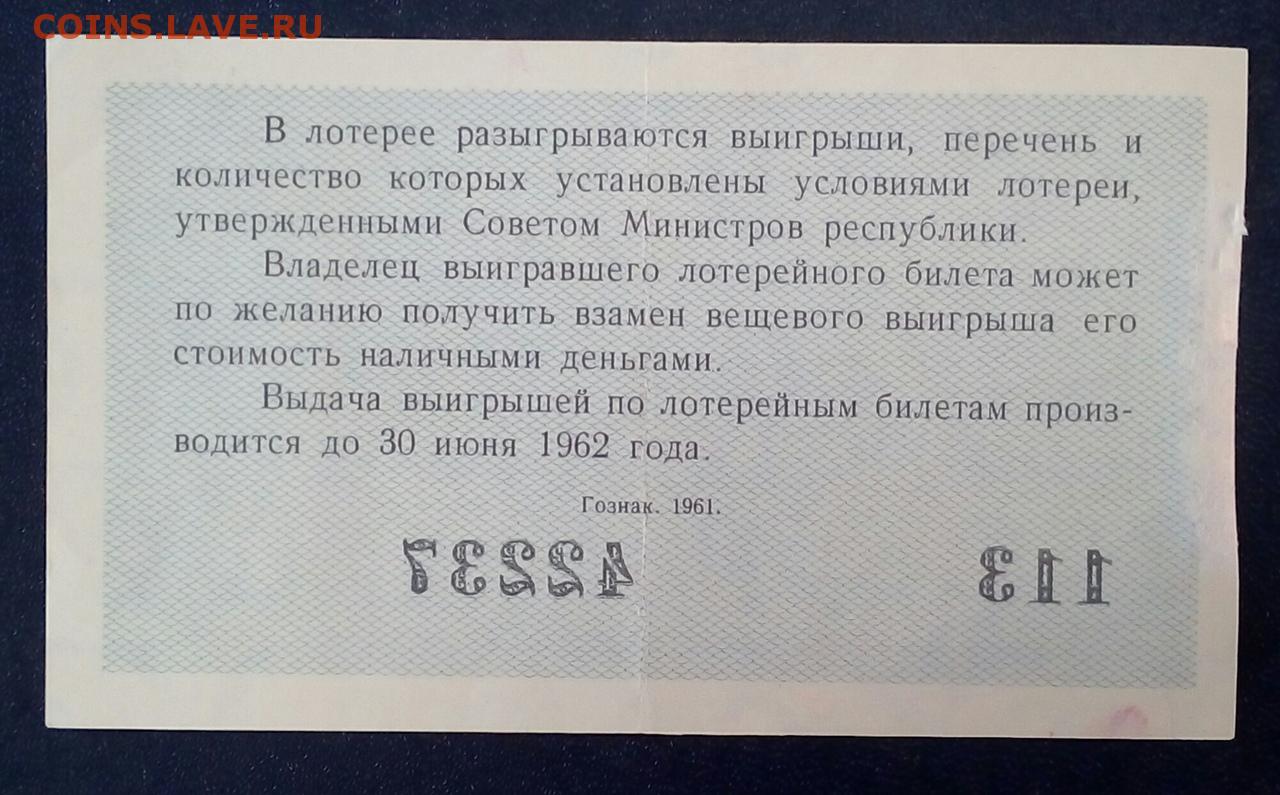 COINS.LAVE.RU
В лотерее разыгрываются выигрыши, перечень и
количество которых установлены условиями лотереи,
утвержденными Советом Министров республики.
Владелец выигравшего лотерейного билета может
по желанию получить взамен вещевого выигрыша его
стоимость наличными деньгами.
Выдача выигрышей по лотерейным билетам произ-
водится до 30 июня 1962 года.
Гознак. 1961.
42237 113